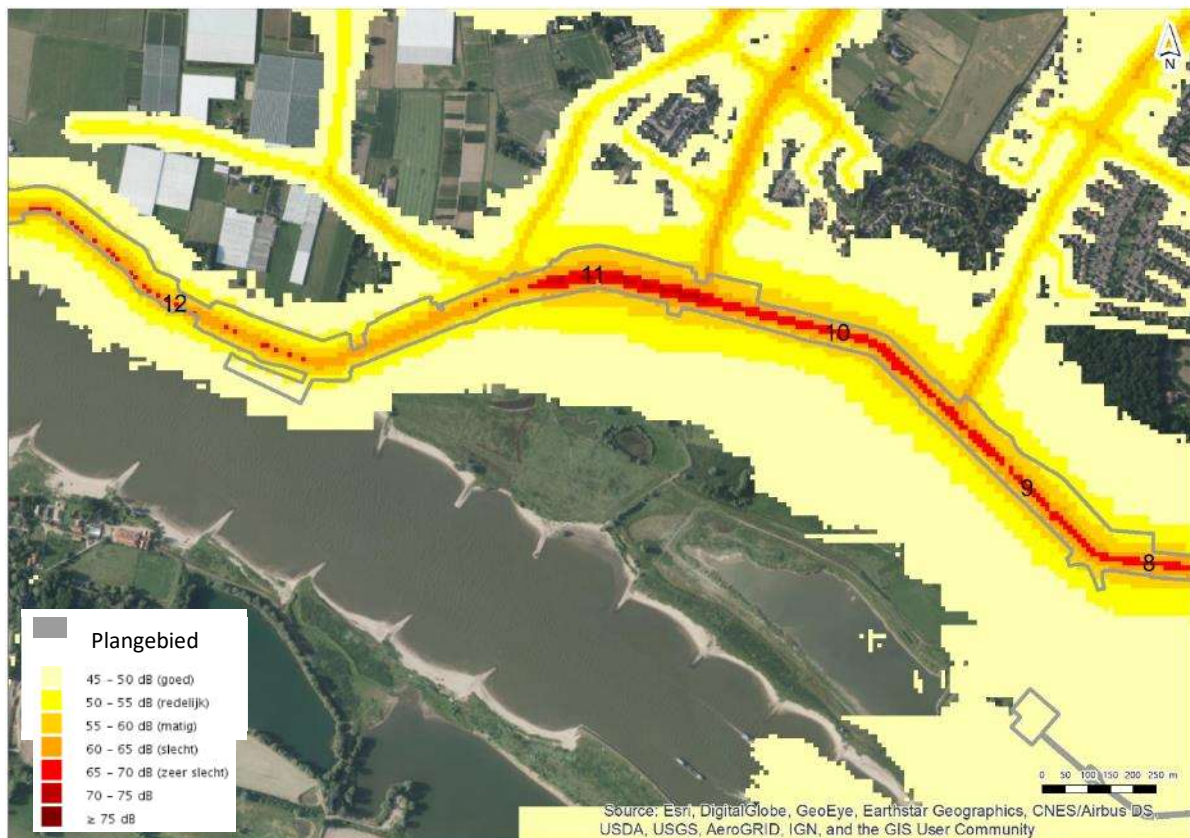 N
11
12
10
9
8
Plangebied
45 – 50 dB (goed)
50 – 55 dB (redelijk)
55 – 60 dB (matig)
60 – 65 dB (slecht)
65 – 70 dB (zeer slecht)
70 – 75 dB
≥ 75 dB
0 50 100 150 200 250 m
Source: Esri, DigitalGlobe, GeoEye, Earthstar Geographics, CNES/Airbus DS,
USDA, USGS, AeroGRID, IGN, and the GIS User Community